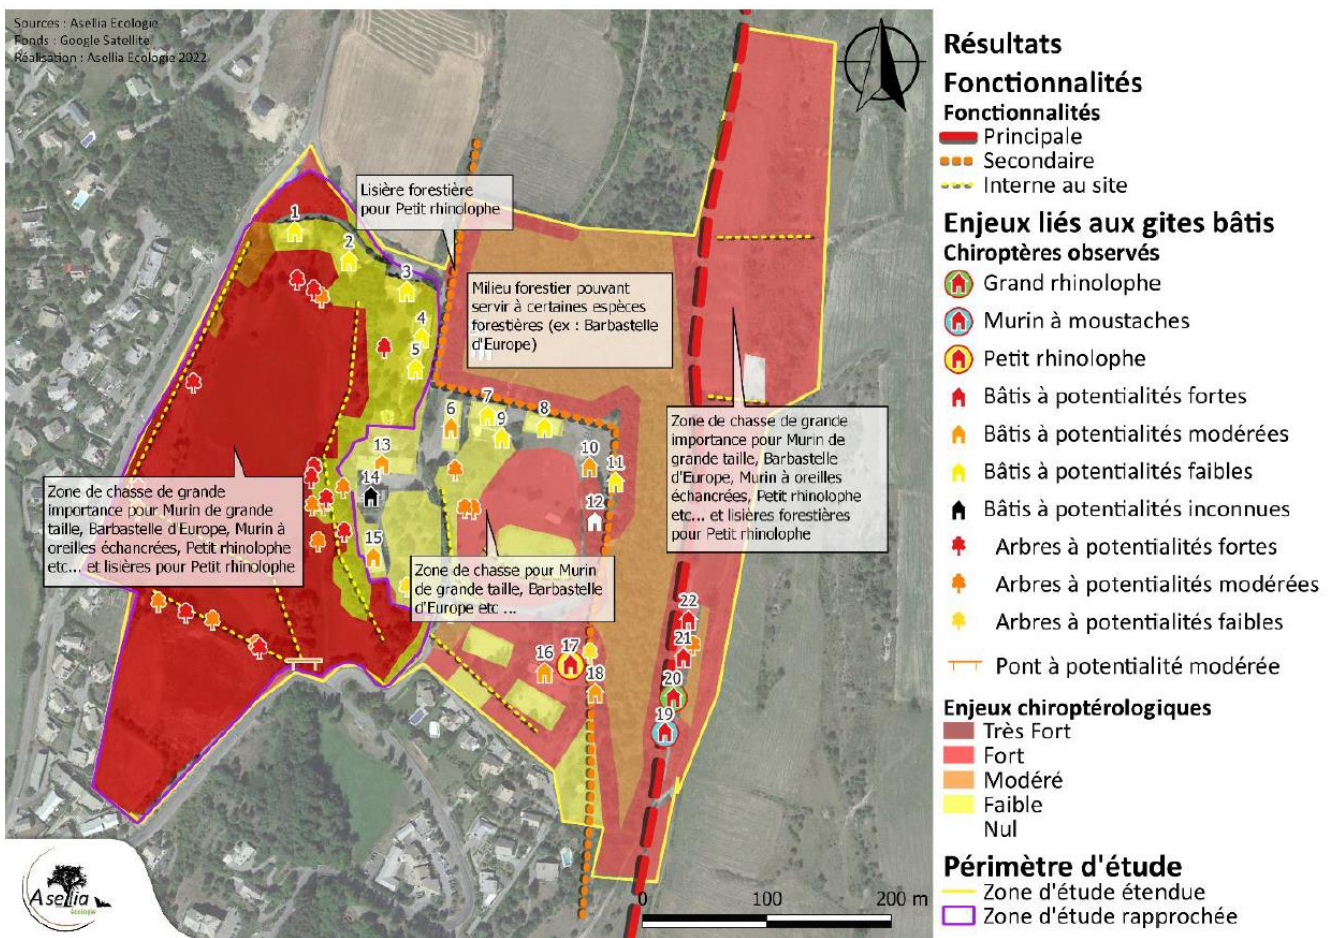 Sources : Asellia Ecologie
Fonds : Google Satellite
Réalisation : Asellia Ecologie 2022
Lisière forestière
pour Petit rhinolophe
Milieu forestier pouvant
servir à certaines espèces
forestières (ex : Barbastelle
d'Europe)
Zone de chasse de grande
importance pour Murin de
grande taille, Barbastelle
d'Europe, Murin à oreilles
échancrées, Petit rhinolophe
etc... et lisières forestières
pour Petit rhinolophe
Zone de chasse de grande
importance pour Murin de grande
taille, Barbastelle d'Europe, Murin à
oreilles échancrées, Petit rhinolophe
etc... et lisières pour Petit rhinolophe
Zone de chasse pour Murin
de grande taille, Barbastelle
d'Europe etc ...
1
2
3
4
5
6
7
8
9
10
11
12
13
14
15
16
17
18
19
20
21
22
0 100 200 m
Asellia
écologie
Résultats
Fonctionnalités
Fonctionnalités
Principale
Secondaire
Interne au site
Enjeux liés aux gites bâtis
Chiroptères observés
Grand rhinolophe
Murin à moustaches
Petit rhinolophe
Bâtis à potentialités fortes
Bâtis à potentialités modérées
Bâtis à potentialités faibles
Bâtis à potentialités inconnues
Arbres à potentialités fortes
Arbres à potentialités modérées
Arbres à potentialités faibles
Pont à potentialité modérée
Enjeux chiroptérologiques
Très Fort
Fort
Modéré
Faible
Nul
Périmètre d'étude
Zone d'étude étendue
Zone d'étude rapprochée